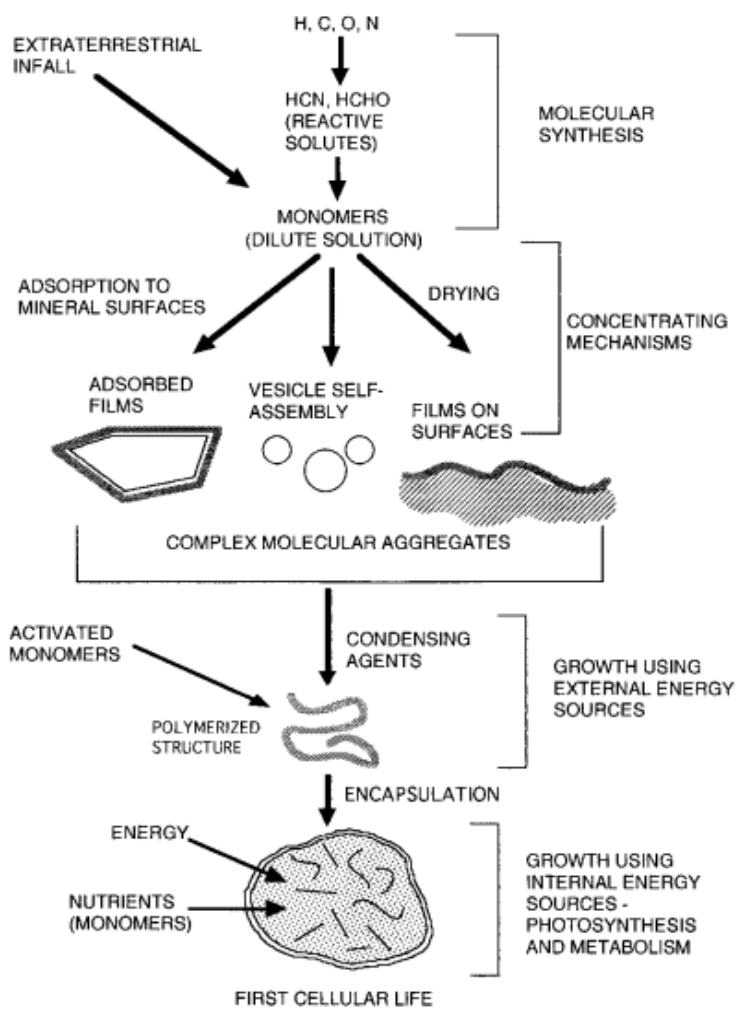 H, C, O, N
EXTRATERRESTRIAL
INFALL
HCN, HCHO
(REACTIVE
SOLUTES)
MOLECULAR
SYNTHESIS
MONOMERS
(DILUTE SOLUTION)
ADSORPTION TO
MINERAL SURFACES
DRYING
CONCENTRATING
MECHANISMS
ADSORBED
FILMS
VESICLE SELF-
ASSEMBLY
FILMS ON
SURFACES
COMPLEX MOLECULAR AGGREGATES
ACTIVATED
MONOMERS
CONDENSING
AGENTS
GROWTH USING
EXTERNAL ENERGY
SOURCES
POLYMERIZED
STRUCTURE
ENCAPSULATION
ENERGY
NUTRIENTS
(MONOMERS)
GROWTH USING
INTERNAL ENERGY
SOURCES -
PHOTOSYNTHESIS
AND METABOLISM
FIRST CELLULAR LIFE